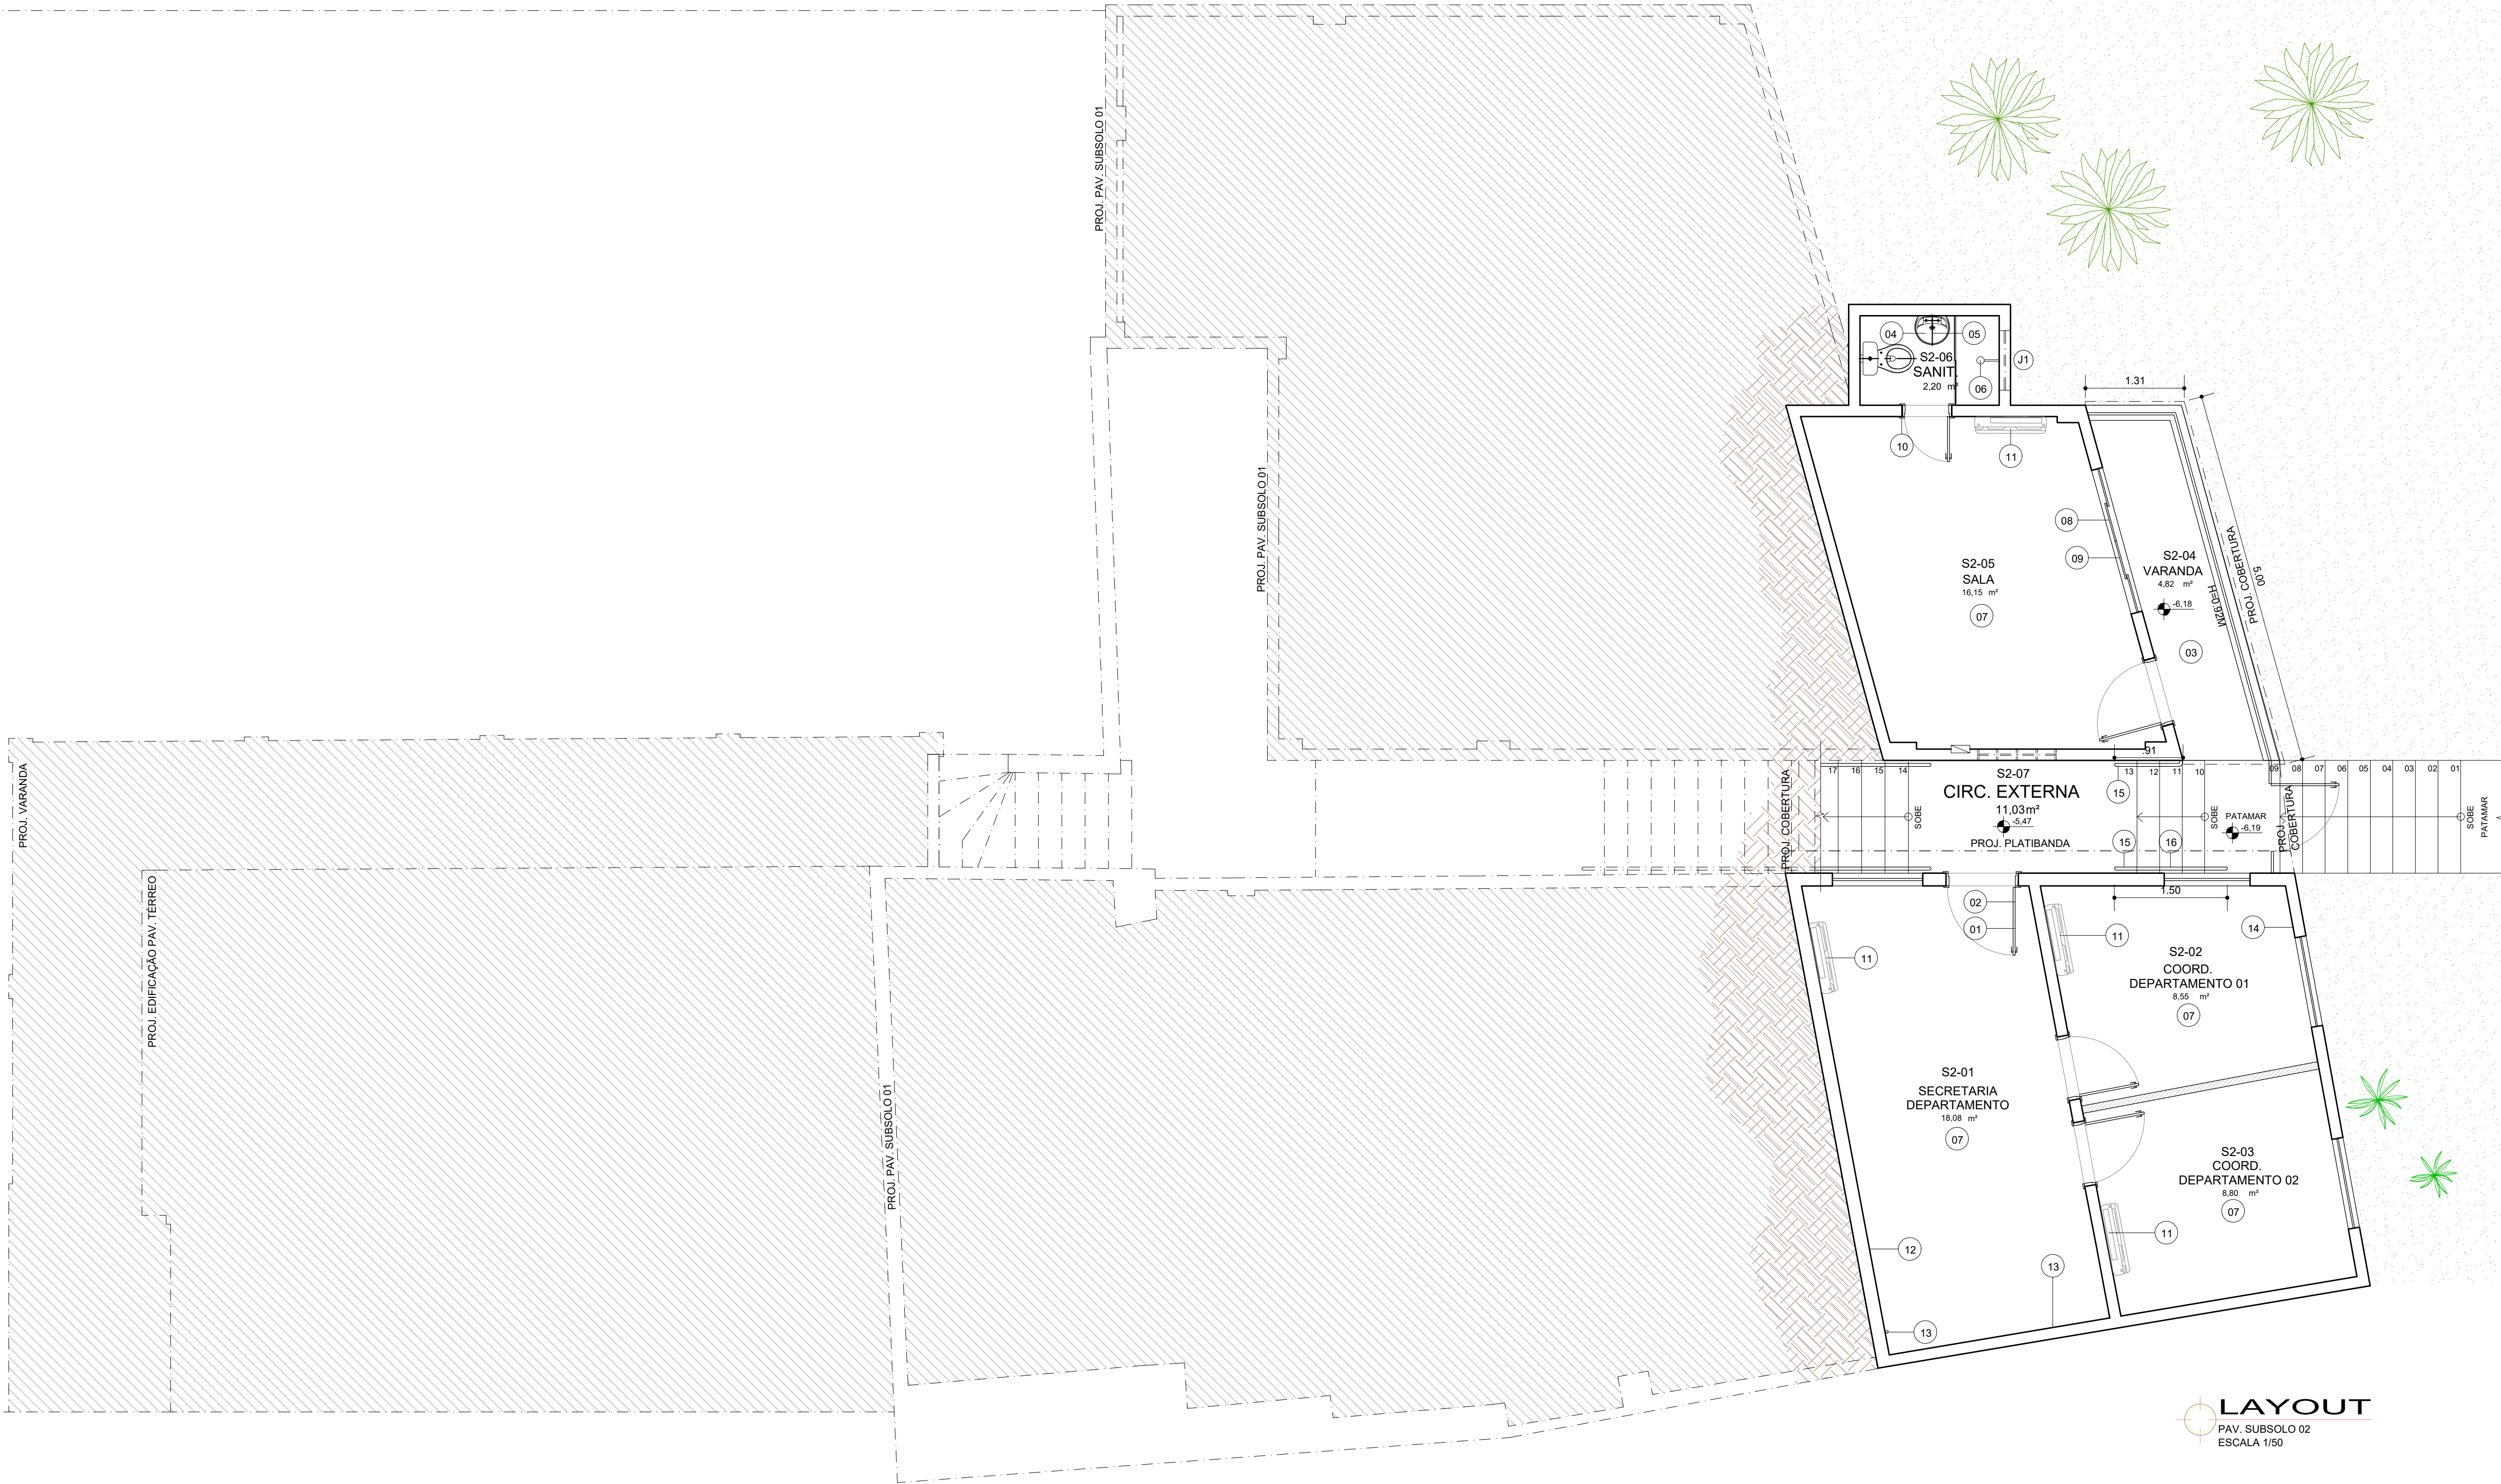 PROJ. PAV. SUBSOLO 01
PROJ. PAV. SUBSOLO 01
PROJ. VARANDA
PROJ. EDIFICAÇÃO PAV. TÉRREO
PROJ. PAV. SUBSOLO 01
04
05
S2-06
SANIT.
2,20 m²
06
J1
10
11
1.31
5.00
08
09
S2-05
SALA
16,15 m²
07
S2-04
VARANDA
4,82 m²
-6,18
03
H=0.92M
PROJ. COBERTURA
.91
17
16
15
14
S2-07
CIRC. EXTERNA
11,03m²
-5,47
PROJ. PLATIBANDA
PROJ. COBERTURA
SOBE
15
13
12
11
10
SOBE
PATAMAR
-6,19
15
16
PROJ.
COBERTURA
09
08
07
06
05
04
03
02
01
SOBE
PATAMAR
1.50
02
01
11
11
14
S2-02
COORD.
DEPARTAMENTO 01
8,55 m²
07
S2-01
SECRETARIA
DEPARTAMENTO
18,08 m²
07
S2-03
COORD.
DEPARTAMENTO 02
8,80 m²
07
11
12
13
13
LAYOUT
PAV. SUBSOLO 02
ESCALA 1/50